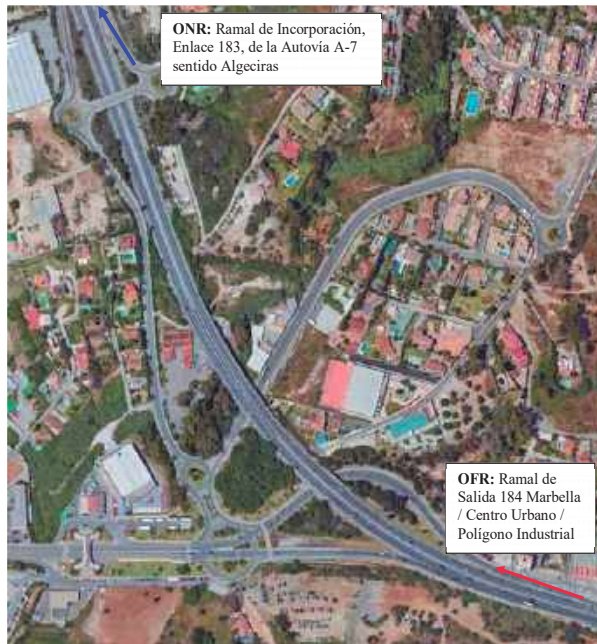 ONR: Ramal de Incorporación,
Enlace 183, de la Autovía A-7
sentido Algeciras
OFR: Ramal de
Salida 184 Marbella
/ Centro Urbano /
Polígono Industrial